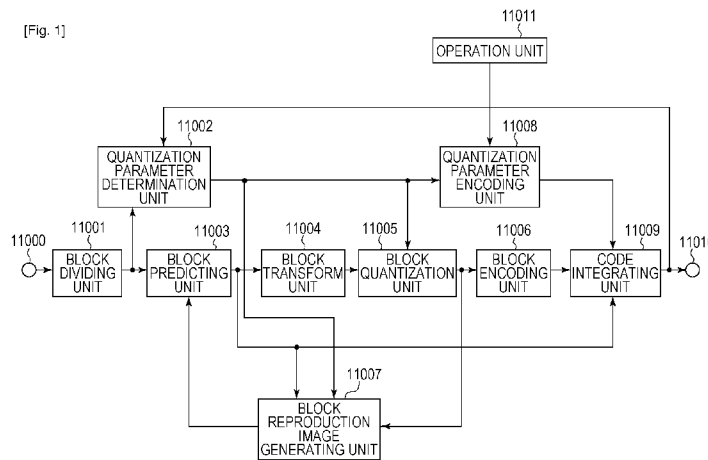 [Fig. 1]
11011
OPERATION UNIT
11002
QUANTIZATION
PARAMETER
DETERMINATION
UNIT
11008
QUANTIZATION
PARAMETER
ENCODING
UNIT
11000
11001
BLOCK
DIVIDING
UNIT
11003
BLOCK
PREDICTING
UNIT
11004
BLOCK
TRANSFORM
UNIT
11005
BLOCK
QUANTIZATION
UNIT
11006
BLOCK
ENCODING
UNIT
11009
CODE
INTEGRATING
UNIT
1101
11007
BLOCK
REPRODUCTION
IMAGE
GENERATING UNIT